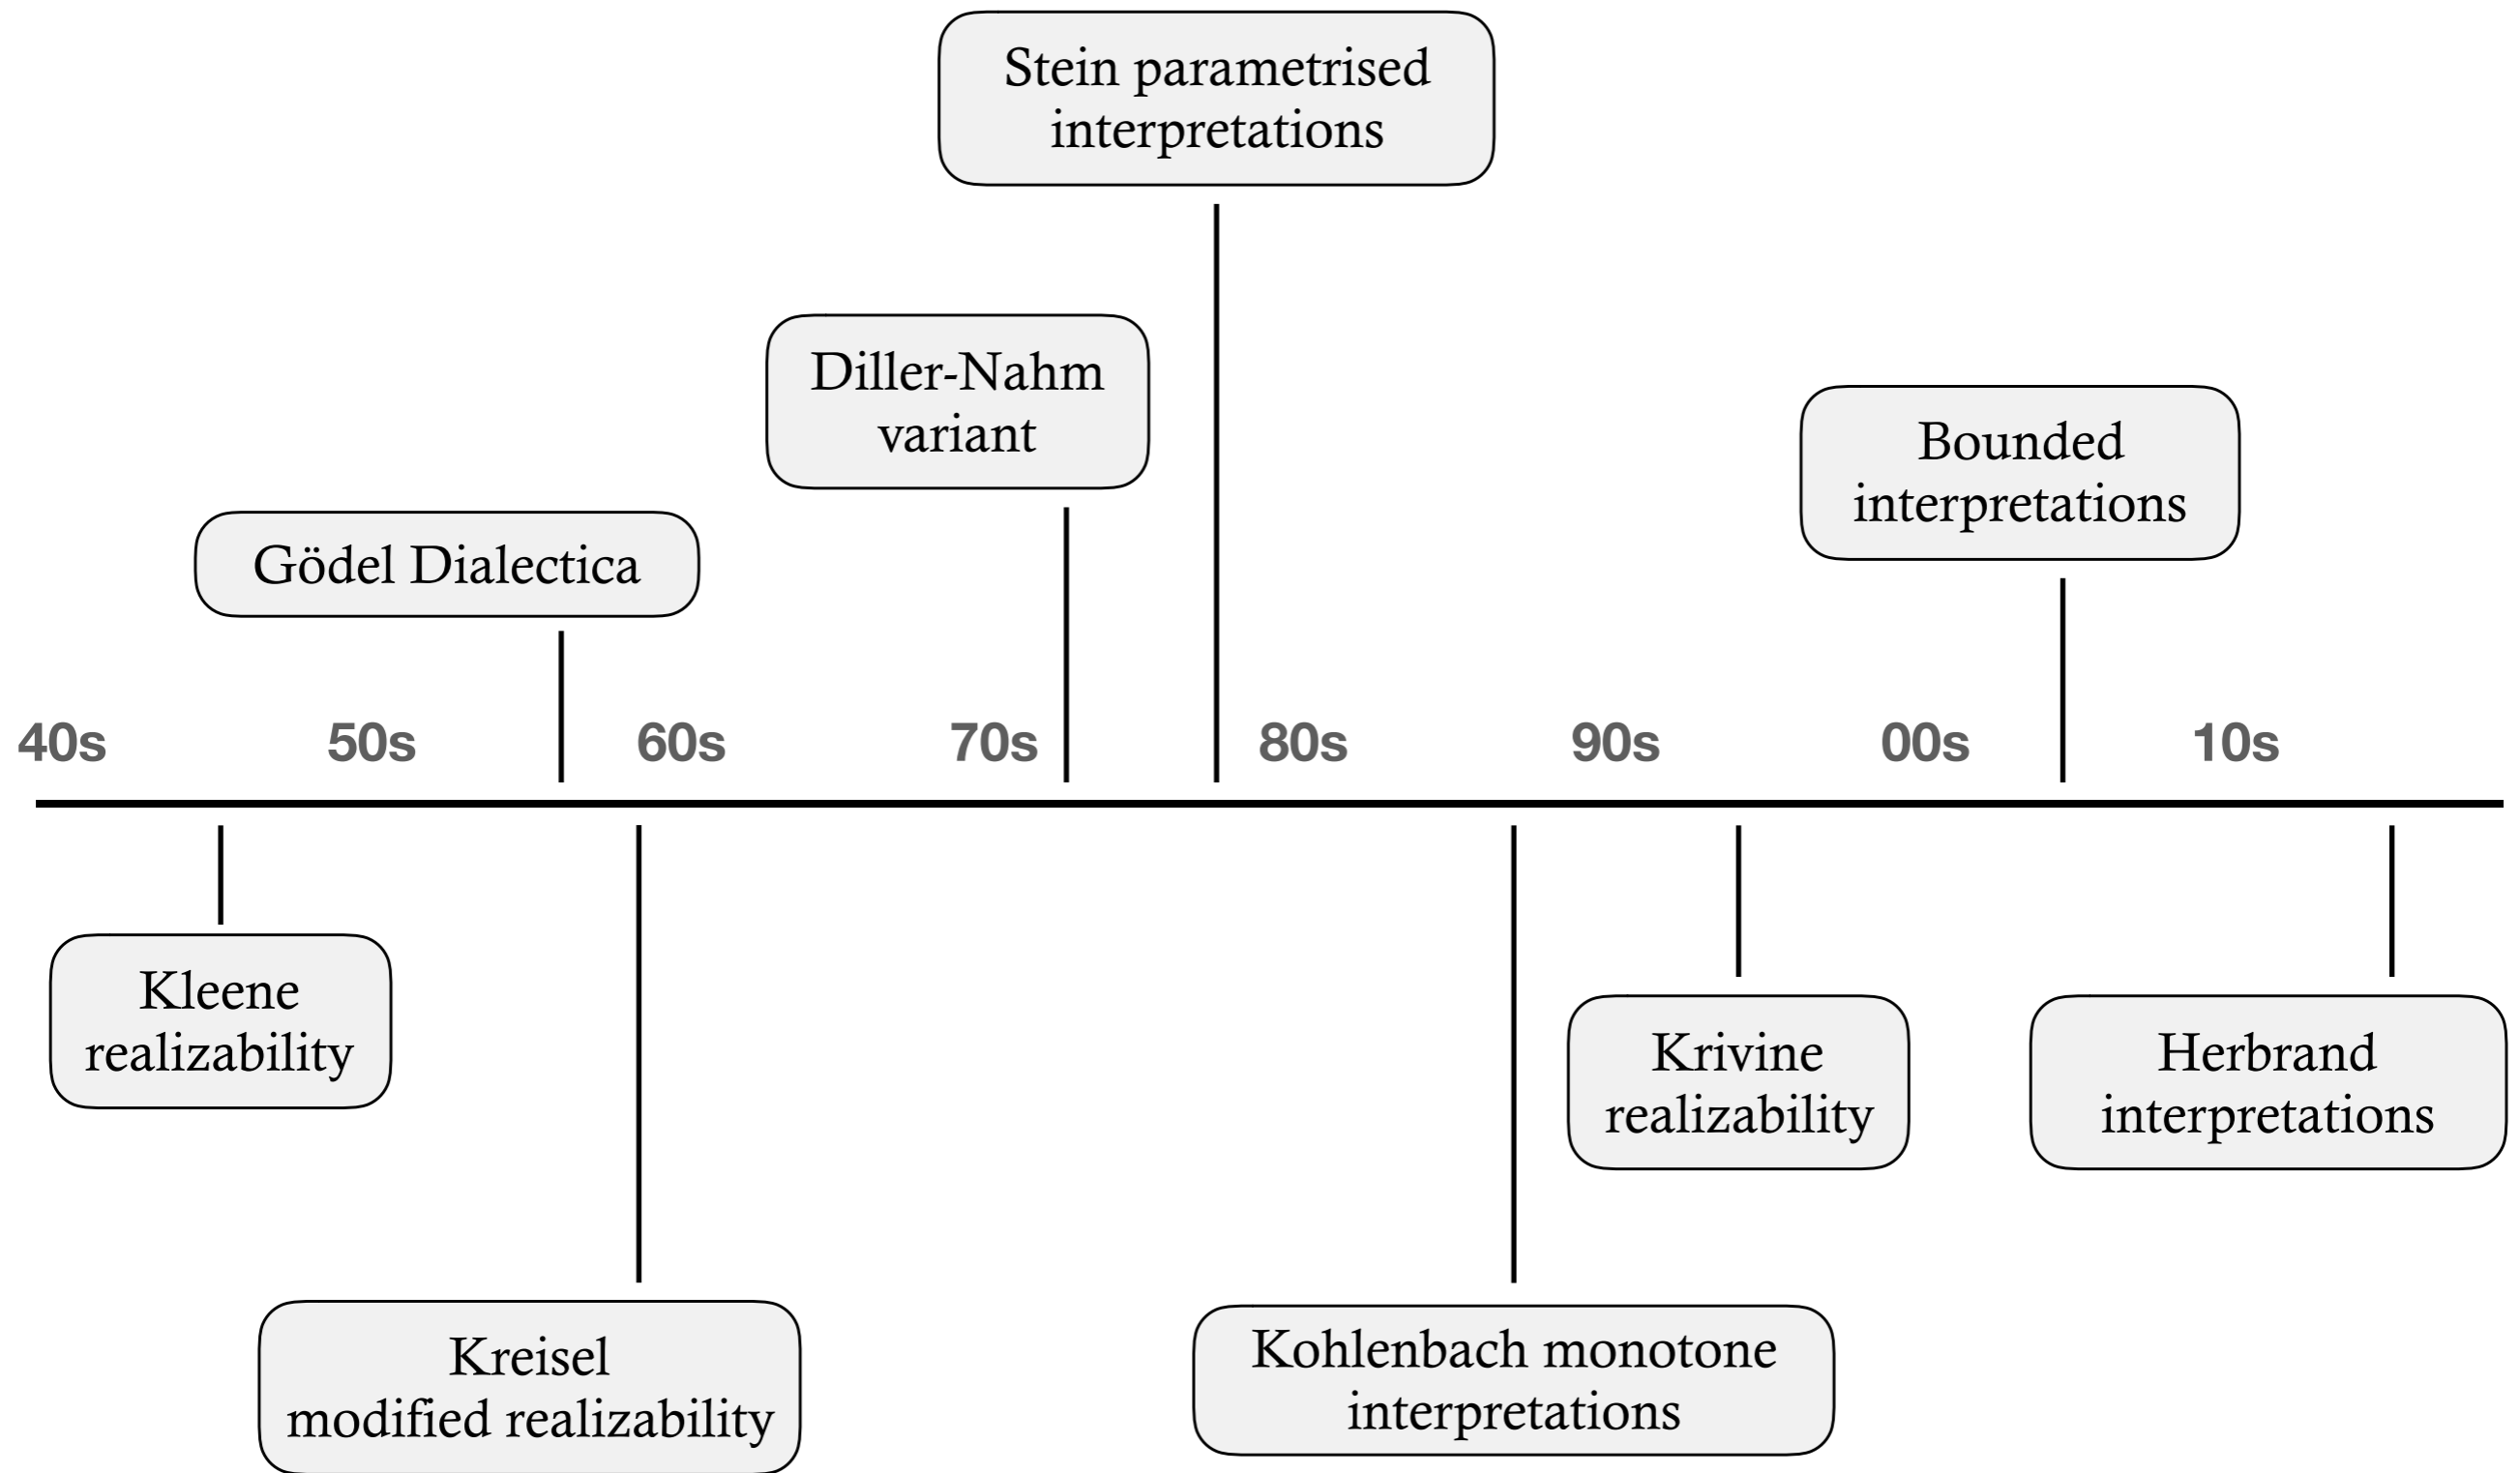 Stein parametrised
interpretations
Diller-Nahm
variant
Bounded
interpretations
Gödel Dialectica
40s 50s 60s 70s 80s 90s 00s 10s
Kleene
realizability
Krivine
realizability
Herbrand
interpretations
Kreisel
modified realizability
Kohlenbach monotone
interpretations